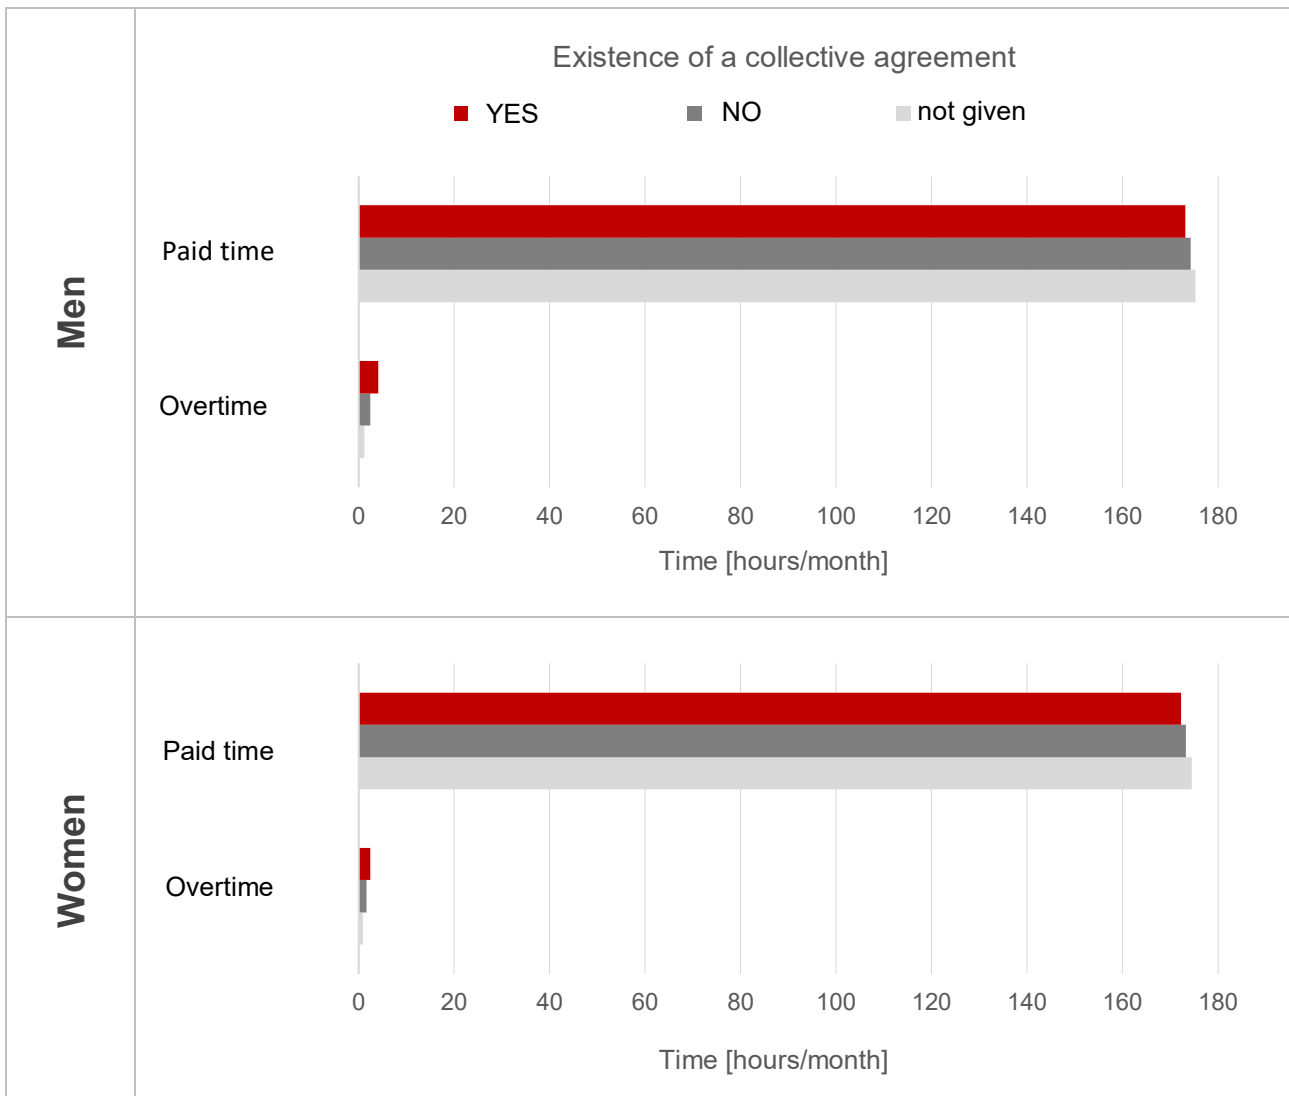 Existence of a collective agreement
YES NO not given
Men
Paid time
Overtime
0 20 40 60 80 100 120 140 160 180
Time [hours/month]
Women
Paid time
Overtime
0 20 40 60 80 100 120 140 160 180
Time [hours/month]